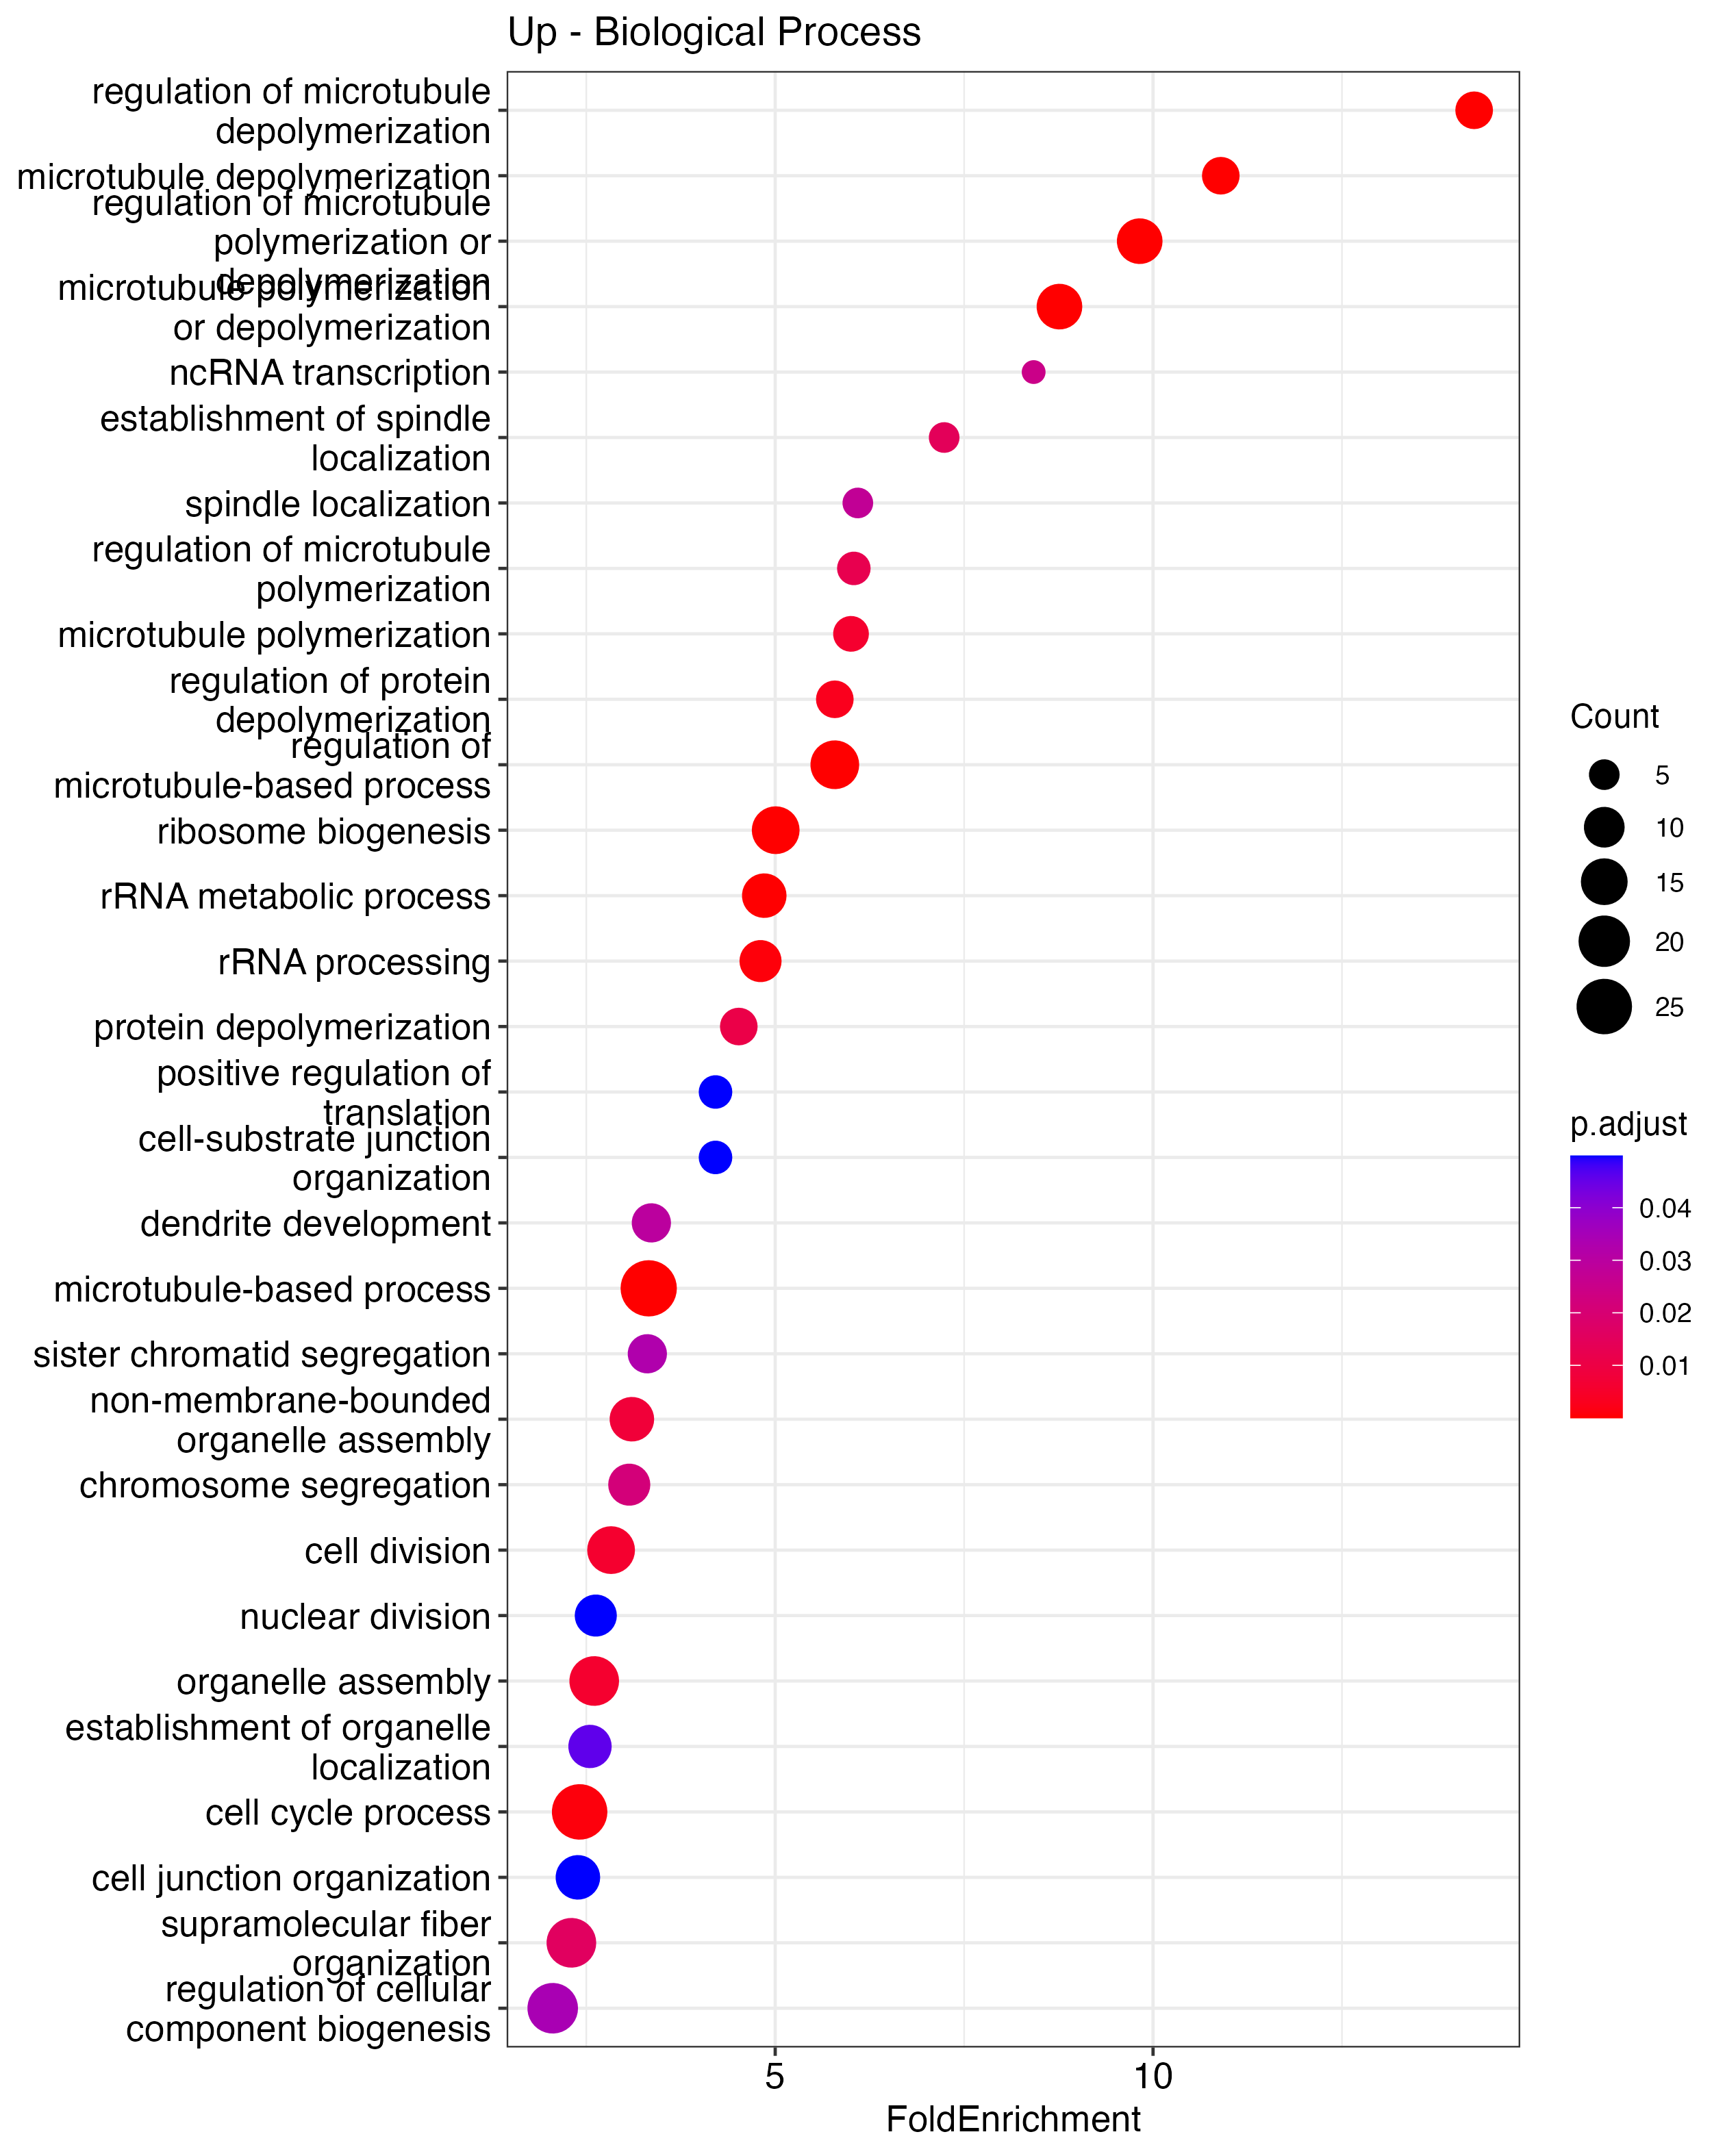 Up - Biological Process
regulation of microtubule
depolymerization
microtubule depolymerization
regulation of microtubule
polymerization or
depolymerization
microtubule polymerization
or depolymerization
ncRNA transcription
establishment of spindle
localization
spindle localization
regulation of microtubule
polymerization
microtubule polymerization
regulation of protein
depolymerization
regulation of
microtubule-based process
ribosome biogenesis
rRNA metabolic process
rRNA processing
protein depolymerization
positive regulation of
translation
cell-substrate junction
organization
dendrite development
microtubule-based process
sister chromatid segregation
non-membrane-bounded
organelle assembly
chromosome segregation
cell division
nuclear division
organelle assembly
establishment of organelle
localization
cell cycle process
cell junction organization
supramolecular fiber
organization
regulation of cellular
component biogenesis
5
10
FoldEnrichment
Count
5
10
15
20
25
p.adjust
0.04
0.03
0.02
0.01